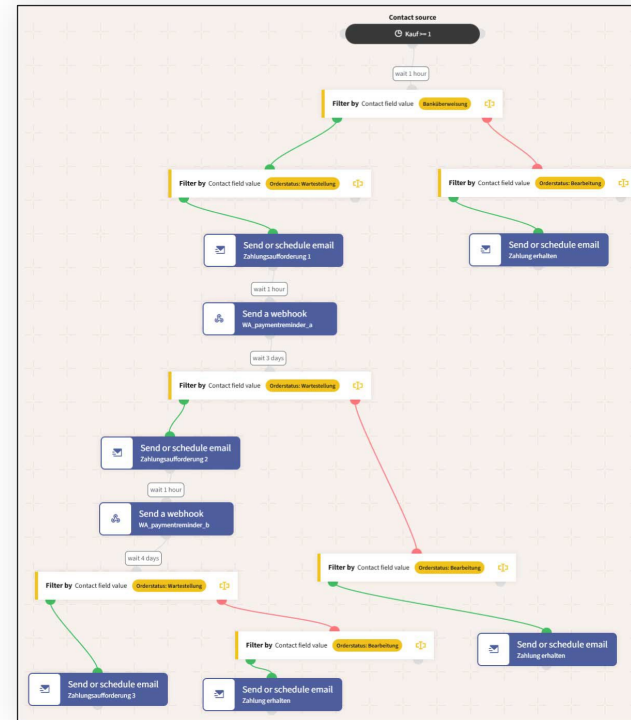 Contact source
Kauf >= 1
wait 1 hour
Filter by Contact field value Banküberweisung
Filter by Contact field value Orderstatus: Wartestellung
Filter by Contact field value Orderstatus: Bearbeitung
Send or schedule email
Zahlungsaufforderung 1
Send or schedule email
Zahlung erhalten
wait 1 hour
Send a webhook
WA_paymentreminder_a
wait 3 days
Filter by Contact field value Orderstatus: Wartestellung
Send or schedule email
Zahlungsaufforderung 2
wait 1 hour
Send a webhook
WA_paymentreminder_b
wait 4 days
Filter by Contact field value Orderstatus: Wartestellung
Filter by Contact field value Orderstatus: Bearbeitung
Filter by Contact field value Orderstatus: Bearbeitung
Send or schedule email
Zahlung erhalten
Send or schedule email
Zahlungsaufforderung 3
Send or schedule email
Zahlung erhalten